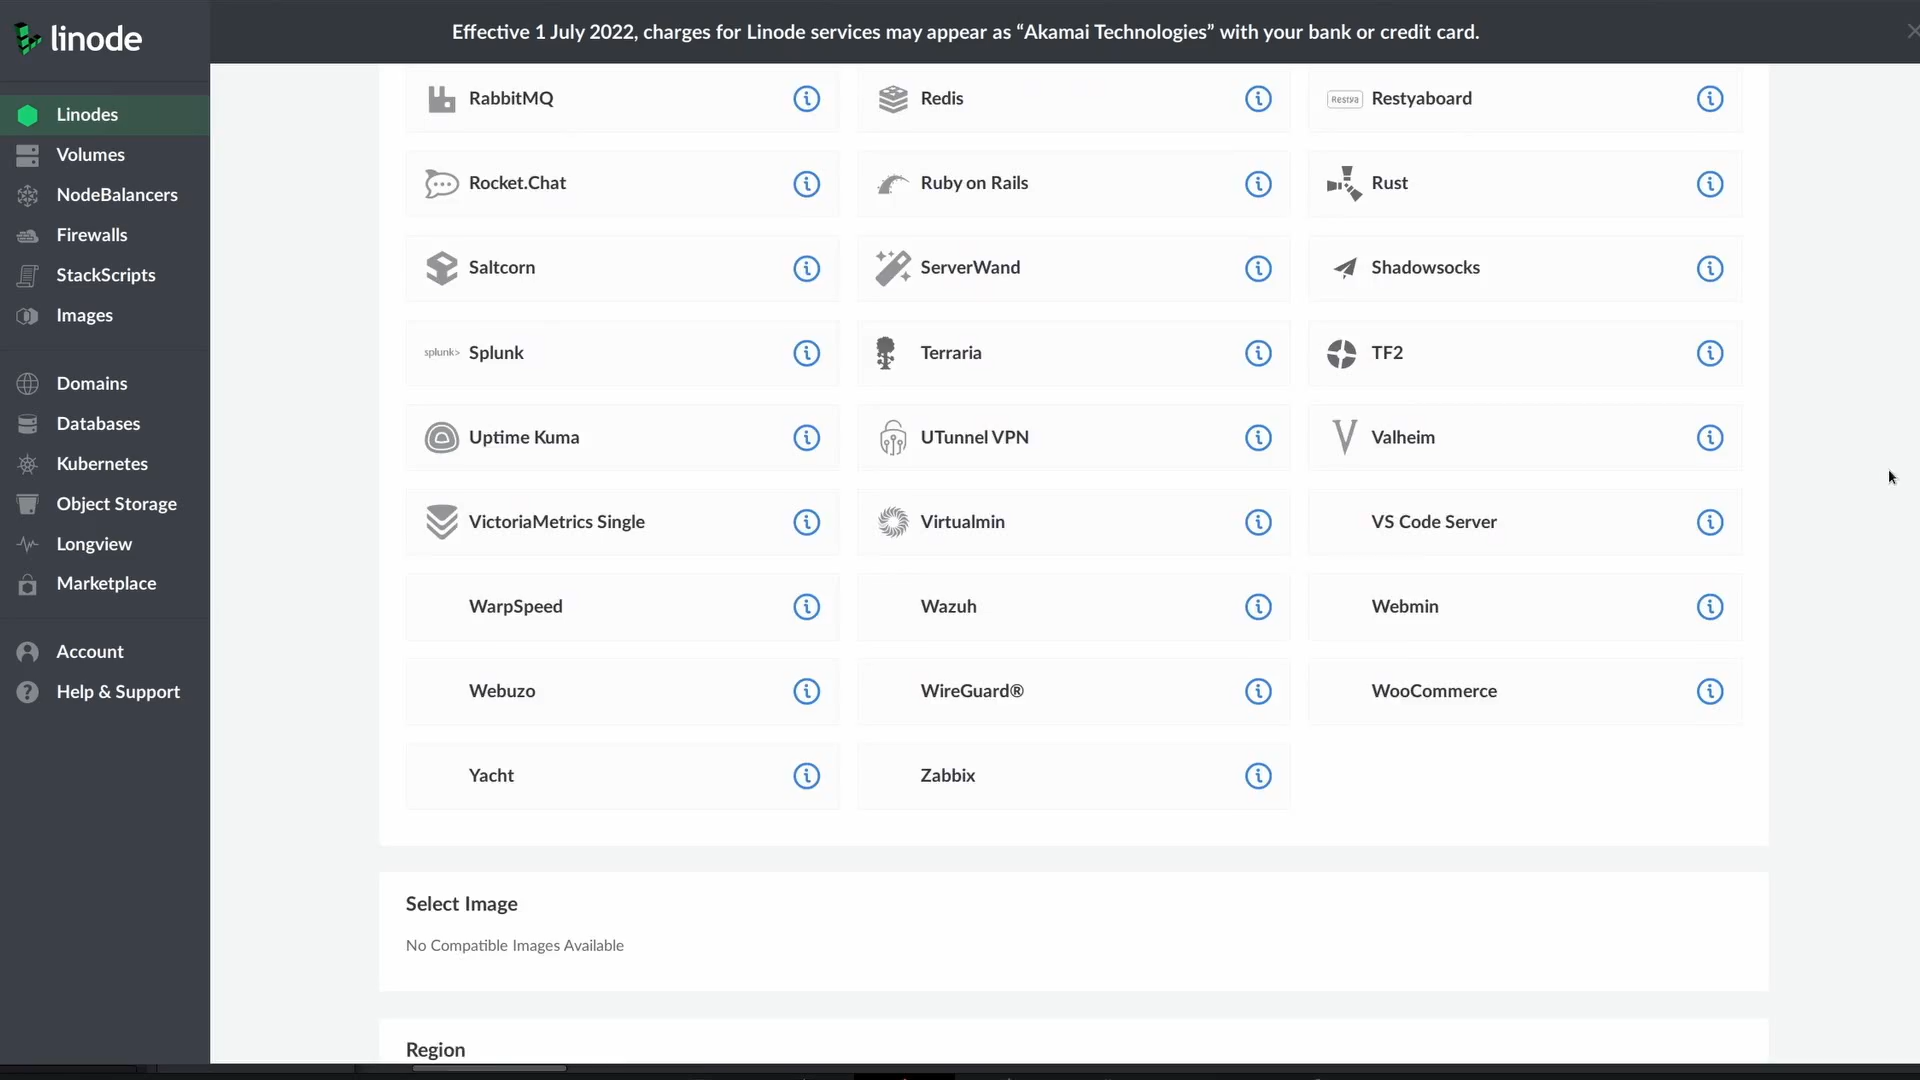 linode
Effective 1 July 2022, charges for Linode services may appear as “Akamai Technologies” with your bank or credit card.
Linodes
Volumes
NodeBalancers
Firewalls
StackScripts
Images
Domains
Databases
Kubernetes
Object Storage
Longview
Marketplace
Account
Help & Support
RabbitMQ
Redis
Restya
Restyaboard
Rocket.Chat
Ruby on Rails
Rust
Saltcorn
ServerWand
Shadowsocks
splunk>
Splunk
Terraria
TF2
Uptime Kuma
UTunnel VPN
Valheim
VictoriaMetrics Single
Virtualmin
VS Code Server
WarpSpeed
Wazuh
Webmin
Webuzo
WireGuard®
WooCommerce
Yacht
Zabbix
Select Image
No Compatible Images Available
Region